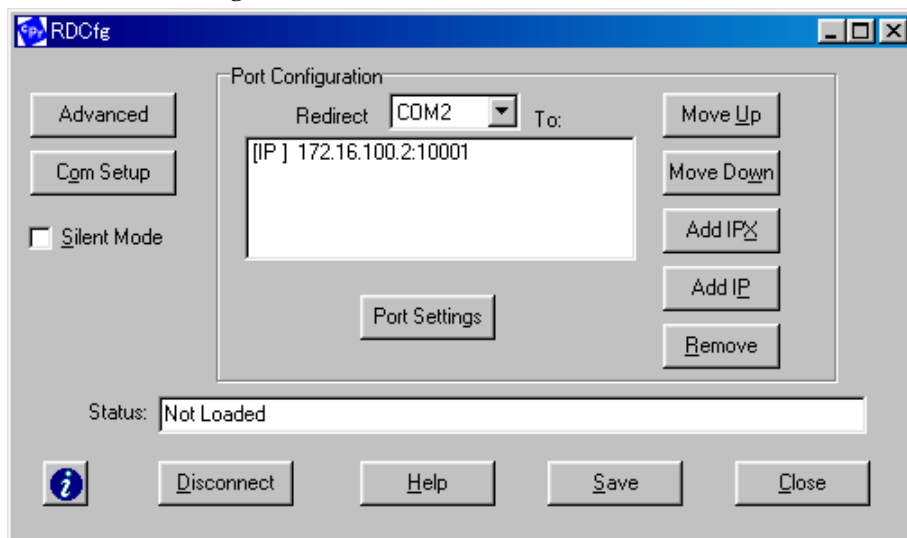 RDCfg
Port Configuration
Advanced
Redirect COM2 To:
Move Up
[IP ] 172.16.100.2:10001
Com Setup
Move Down
Silent Mode
Add IPX
Add IP
Port Settings
Remove
Status: Not Loaded
Disconnect
Help
Save
Close